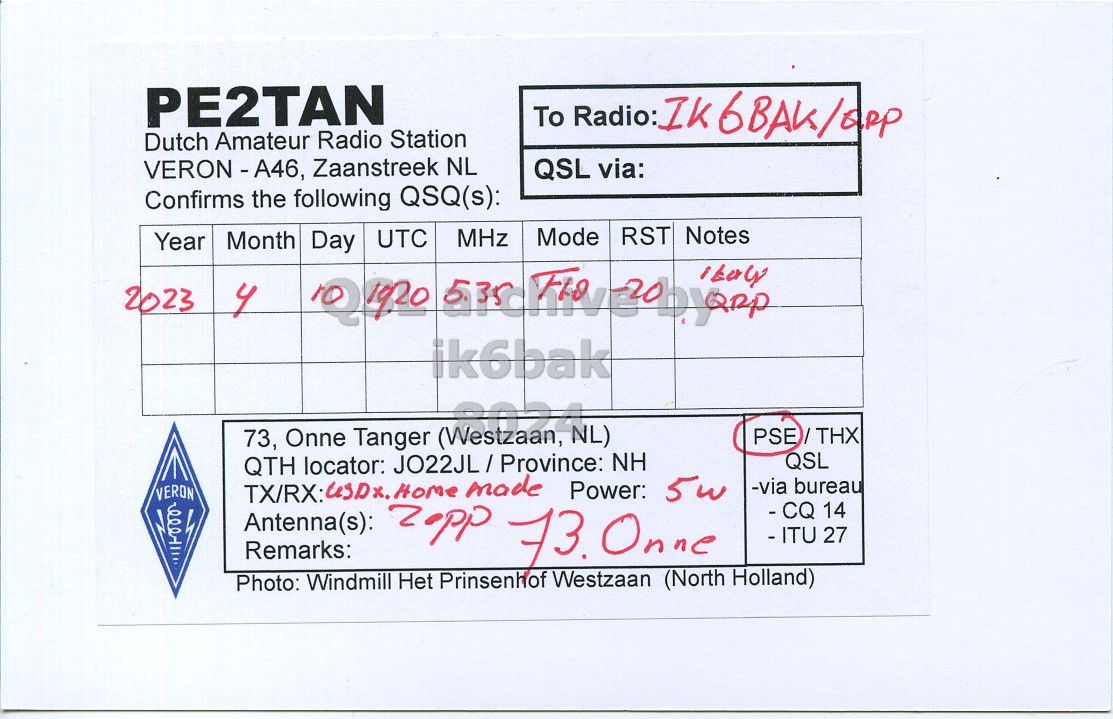 PE2TAN
Dutch Amateur Radio Station
VERON - A46, Zaanstreek NL
Confirms the following QSQ(s):
To Radio: IK6BAK/QRP
QSL via:
Year Month Day UTC MHz Mode RST Notes
2023 4 10 1920 5.35 FT8 -20 italy
QRP
QSL archive by
ik6bak
8024
VERON
73, Onne Tanger (Westzaan, NL)
QTH locator: JO22JL / Province: NH
TX/RX: USDx. Home made Power: 5w
Antenna(s): Zepp
Remarks: 73. Onne
PSE / THX
QSL
-via bureau
- CQ 14
- ITU 27
Photo: Windmill Het Prinsenhof Westzaan (North Holland)